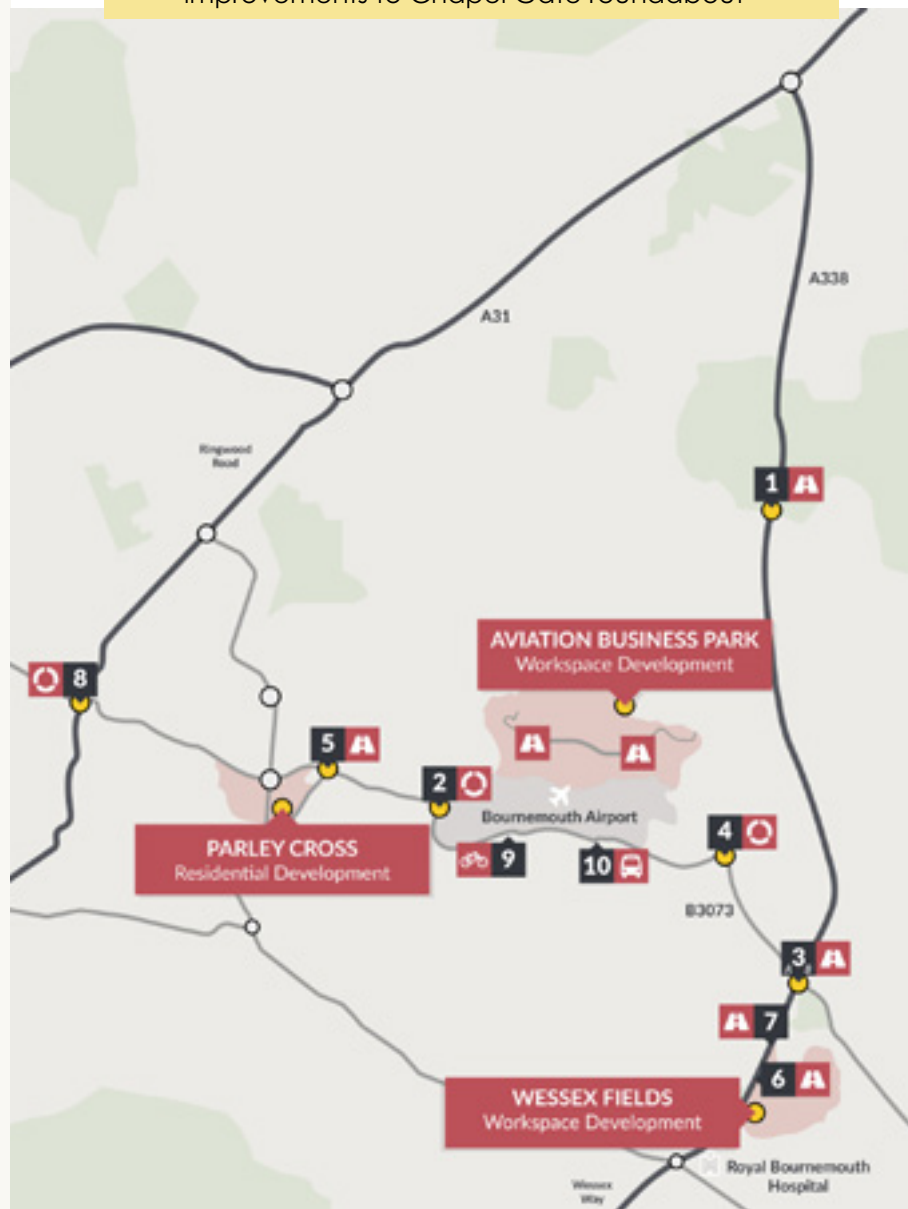 improvements to Chapel Gate roundabout
A338
A31
Ringwood
Road
1
AVIATION BUSINESS PARK
Workspace Development
8
5
2
Bournemouth Airport
PARLEY CROSS
Residential Development
9
10
4
B3073
3
7
6
WESSEX FIELDS
Workspace Development
Royal Bournemouth
Hospital
Wessex
Way